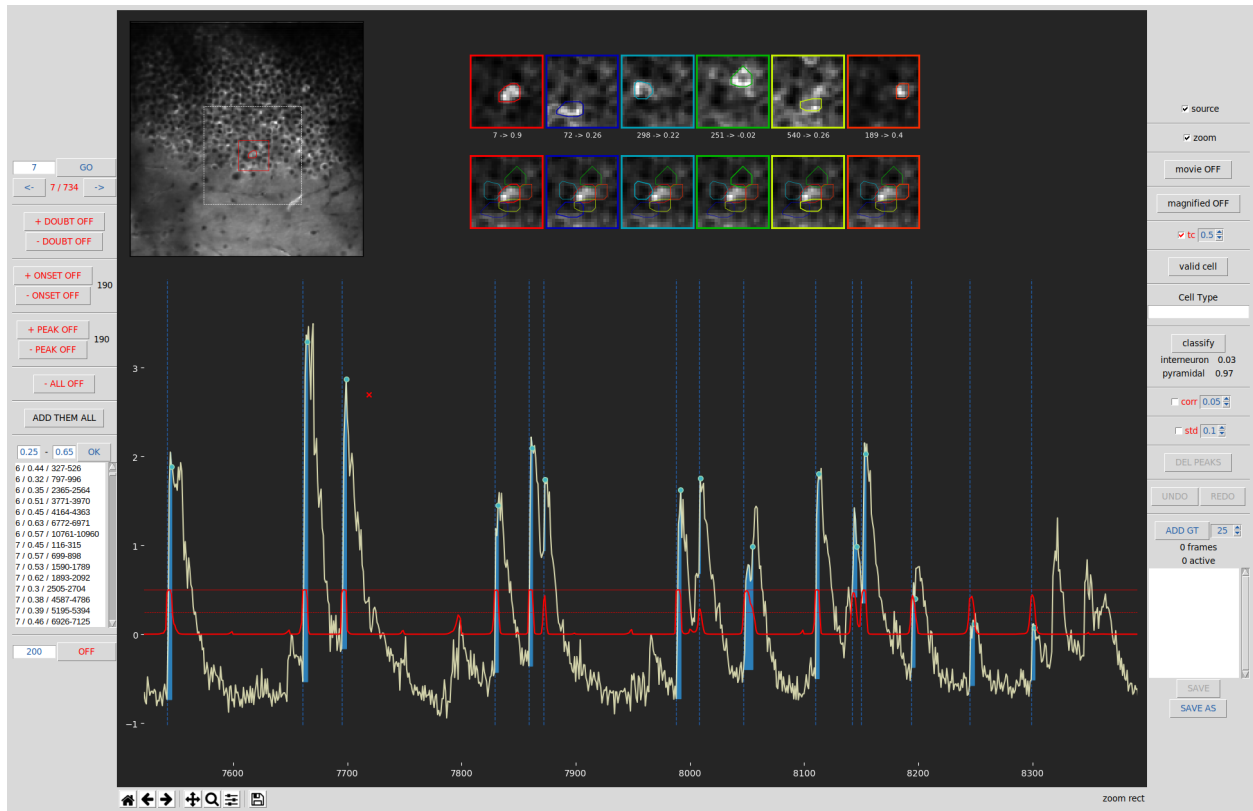 7 GO
<- 7 / 734 ->
+ DOUBT OFF
- DOUBT OFF
+ ONSET OFF
- ONSET OFF
190
+ PEAK OFF
- PEAK OFF
190
- ALL OFF
ADD THEM ALL
0.25 - 0.65 OK
6 / 0.44 / 327-526
6 / 0.32 / 797-996
6 / 0.35 / 2365-2564
6 / 0.51 / 3771-3970
6 / 0.45 / 4164-4363
6 / 0.63 / 6772-6971
6 / 0.57 / 10761-10960
7 / 0.45 / 116-315
7 / 0.57 / 699-898
7 / 0.53 / 1590-1789
7 / 0.62 / 1893-2092
7 / 0.3 / 2505-2704
7 / 0.38 / 4587-4786
7 / 0.39 / 5195-5394
7 / 0.46 / 6926-7125
200 OFF
7 -> 0.9 72 -> 0.26 298 -> 0.22 251 -> -0.02 540 -> 0.26 189 -> 0.4
3
2
1
0
−1
7600 7700 7800 7900 8000 8100 8200 8300
zoom rect
source
zoom
movie OFF
magnified OFF
tc 0.5
valid cell
Cell Type
classify
interneuron 0.03
pyramidal 0.97
corr 0.05
std 0.1
DEL PEAKS
UNDO REDO
ADD GT 25
0 frames
0 active
SAVE
SAVE AS